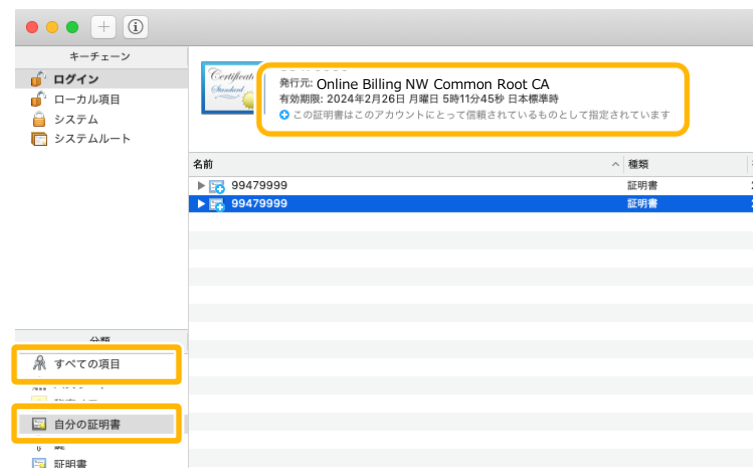 キーチェーン
ログイン
ローカル項目
システム
システムルート
Certificate
Standard
発行元: Online Billing NW Common Root CA
有効期限: 2024年2月26日 月曜日 5時11分45秒 日本標準時
この証明書はこのアカウントにとって信頼されているものとして指定されています
名前
種類
99479999
証明書
99479999
証明書
分類
すべての項目
自分の証明書
鍵
証明書